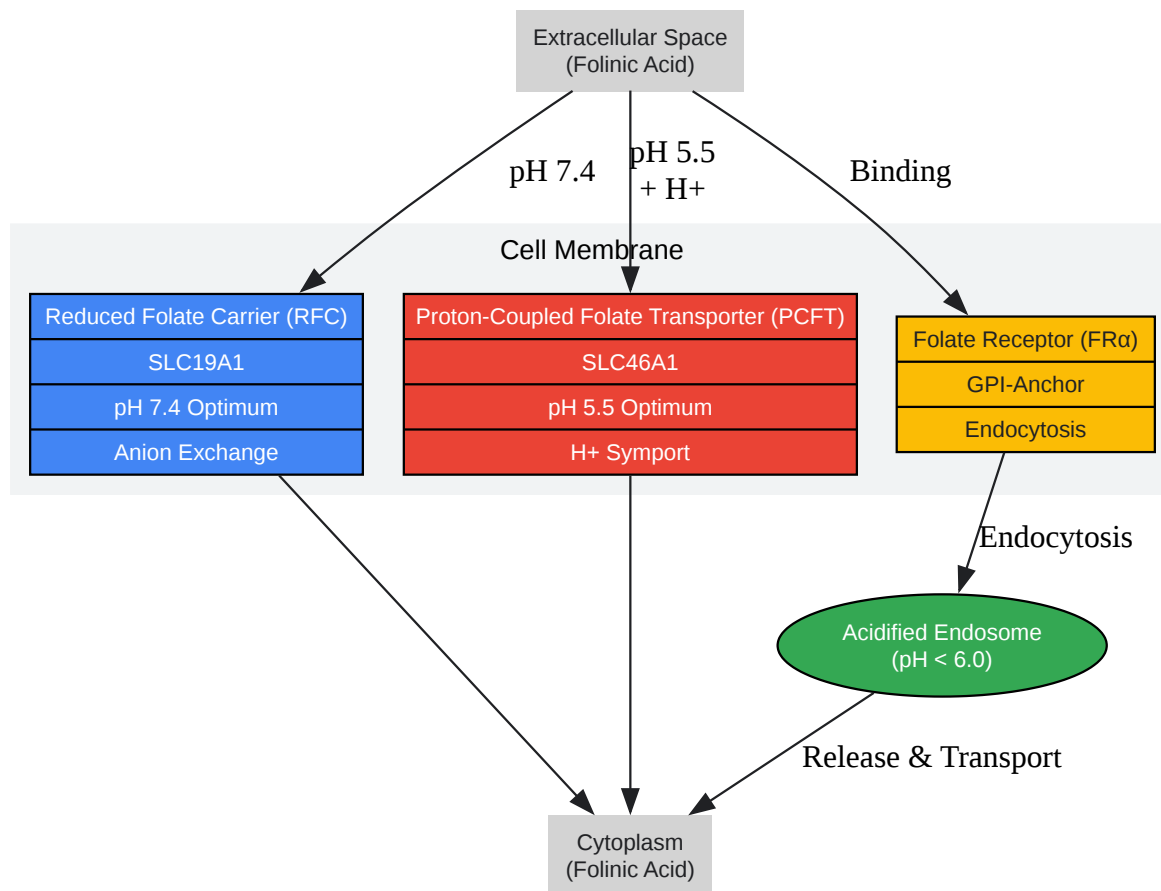 Extracellular Space
(Folinic Acid)
pH 7.4
pH 5.5
+ H+
Binding
Cell Membrane
Reduced Folate Carrier (RFC)
SLC19A1
pH 7.4 Optimum
Anion Exchange
Proton-Coupled Folate Transporter (PCFT)
SLC46A1
pH 5.5 Optimum
H+ Symport
Folate Receptor (FRα)
GPI-Anchor
Endocytosis
Endocytosis
Acidified Endosome
(pH < 6.0)
Release & Transport
Cytoplasm
(Folinic Acid)